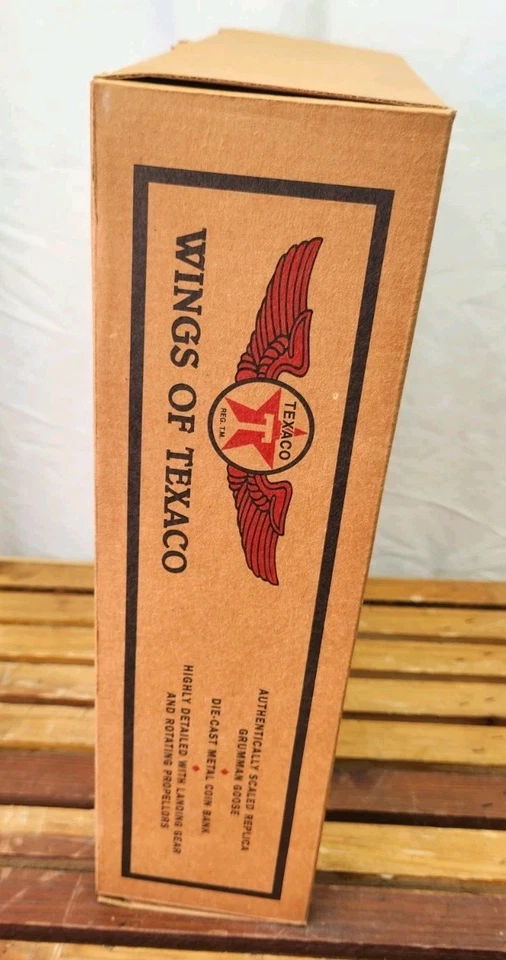 TEXACO
T
REG. T.M.
WINGS OF TEXACO
AUTHENTICALLY SCALED REPLICA
GRUMMAN GOOSE
DIE-CAST METAL COIN BANK
HIGHLY DETAILED WITH LANDING GEAR
AND ROTATING PROPELLORS